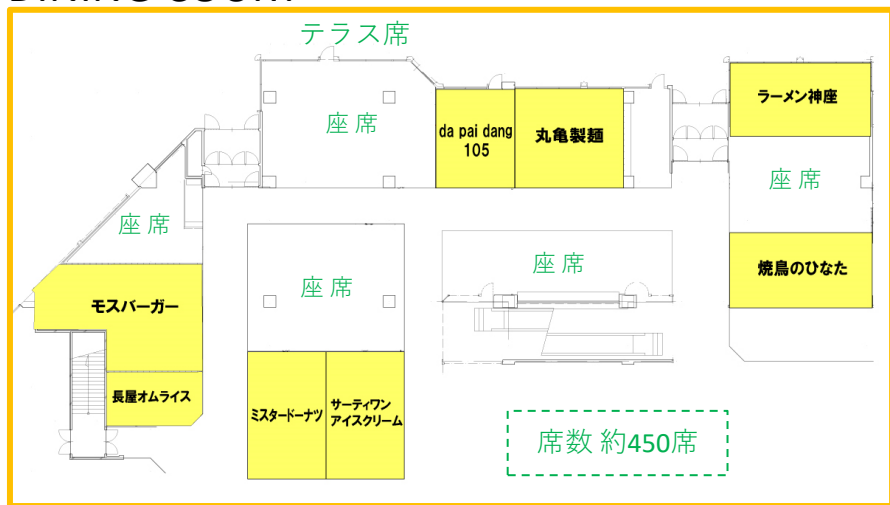 テラス席
座 席
da pai dang
105
丸亀製麺
ラーメン神座
座 席
座 席
座 席
座 席
焼鳥のひなた
モスバーガー
長屋オムライス
ミスタードーナツ
サーティワン
アイスクリーム
席数 約450席